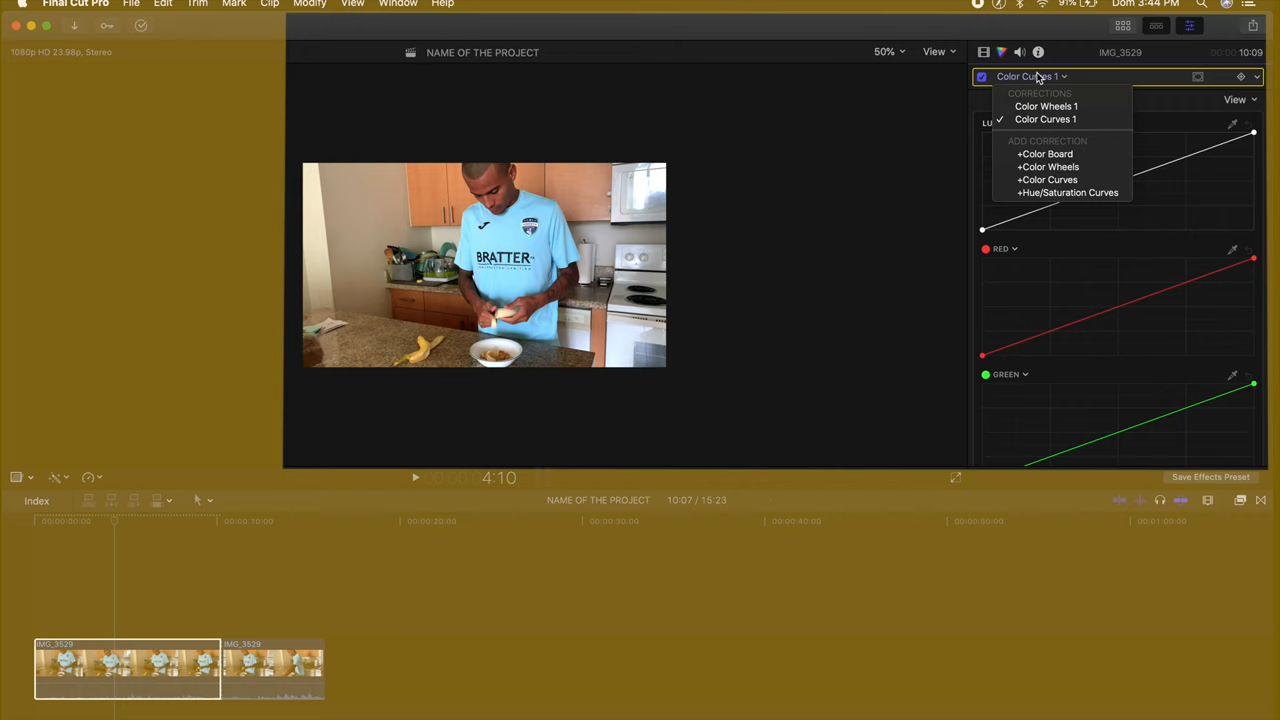 Final Cut Pro File Edit Trim Mark Clip Modify View Window Help 91% Dom 3:44 PM
1080p HD 23.98p, Stereo
NAME OF THE PROJECT
50%
View
IMG_3529
10:09
Color Curves 1
CORRECTIONS
Color Wheels 1
✓ Color Curves 1
ADD CORRECTION
+Color Board
+Color Wheels
+Color Curves
+Hue/Saturation Curves
View
LU
RED
GREEN
BRATTER
4:10
Save Effects Preset
Index
NAME OF THE PROJECT
10:07 / 15:23
00:00:00:00
00:00:10:00
00:00:20:00
00:00:30:00
00:00:40:00
00:00:50:00
00:01:00:00
IMG_3529
IMG_3529